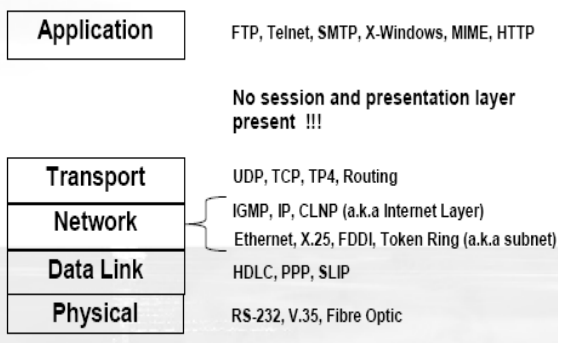 Application
FTP, Telnet, SMTP, X-Windows, MIME, HTTP
No session and presentation layer
present !!!
Transport
UDP, TCP, TP4, Routing
Network
IGMP, IP, CLNP (a.k.a Internet Layer)
Ethernet, X.25, FDDI, Token Ring (a.k.a subnet)
Data Link
HDLC, PPP, SLIP
Physical
RS-232, V.35, Fibre Optic